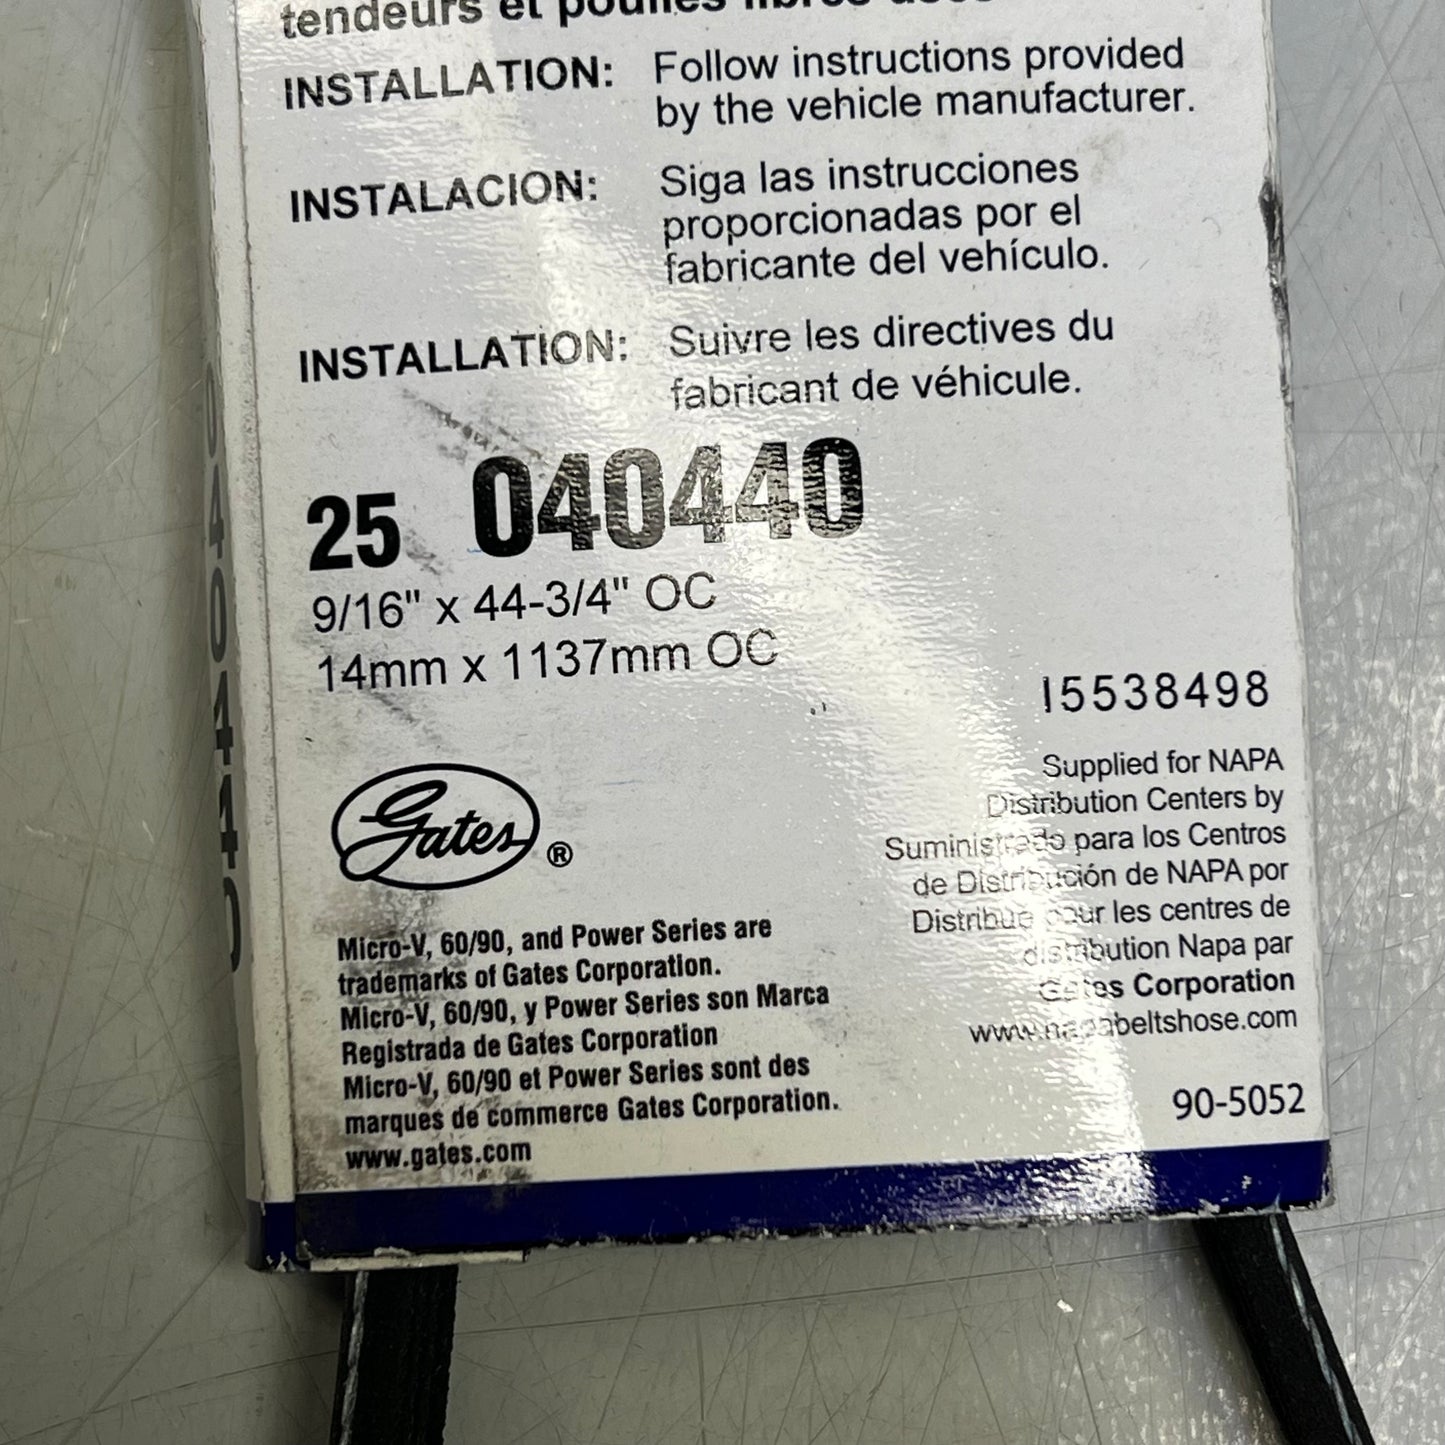 tendeurs et poulies libres
INSTALLATION: Follow instructions provided
by the vehicle manufacturer.
INSTALACION: Siga las instrucciones
proporcionadas por el
fabricante del vehículo.
INSTALLATION: Suivre les directives du
fabricant de véhicule.
25 040440
9/16" x 44-3/4" OC
14mm x 1137mm OC
15538498
Gates ®
Supplied for NAPA
Distribution Centers by
Suministrado para los Centros
de Distribución de NAPA por
Distribue pour les centres de
distribution Napa par
Gates Corporation
www.napabeltshose.com
90-5052
Micro-V, 60/90, and Power Series are
trademarks of Gates Corporation.
Micro-V, 60/90, y Power Series son Marca
Registrada de Gates Corporation
Micro-V, 60/90 et Power Series sont des
marques de commerce Gates Corporation.
www.gates.com
040440